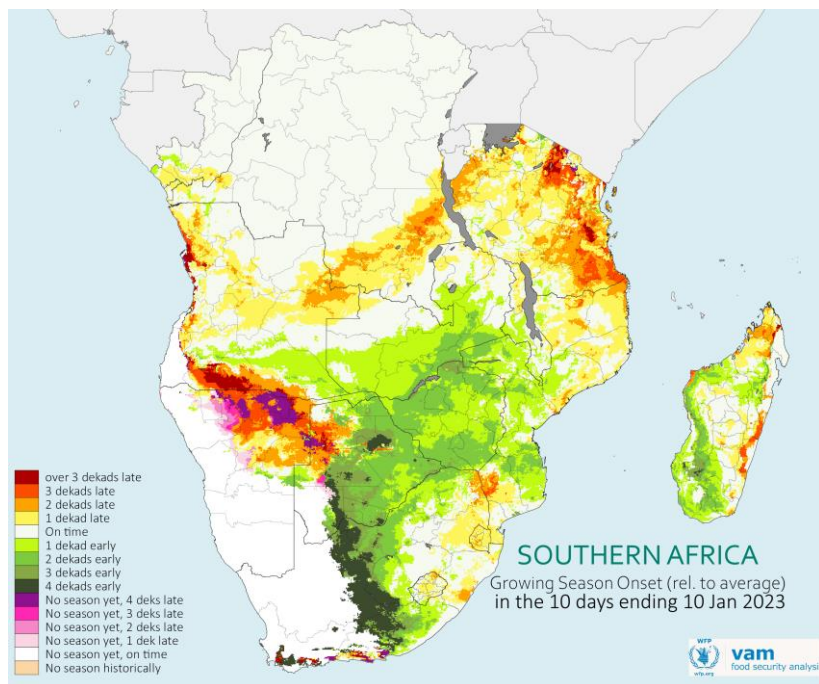 over 3 dekads late
3 dekads late
2 dekads late
1 dekad late
On time
1 dekad early
2 dekads early
3 dekads early
4 dekads early
No season yet, 4 deks late
No season yet, 3 deks late
No season yet, 2 deks late
No season yet, 1 dek late
No season yet, on time
No season historically
SOUTHERN AFRICA
Growing Season Onset (rel. to average)
in the 10 days ending 10 Jan 2023
WFP
wfp.org
vam
food security analysi